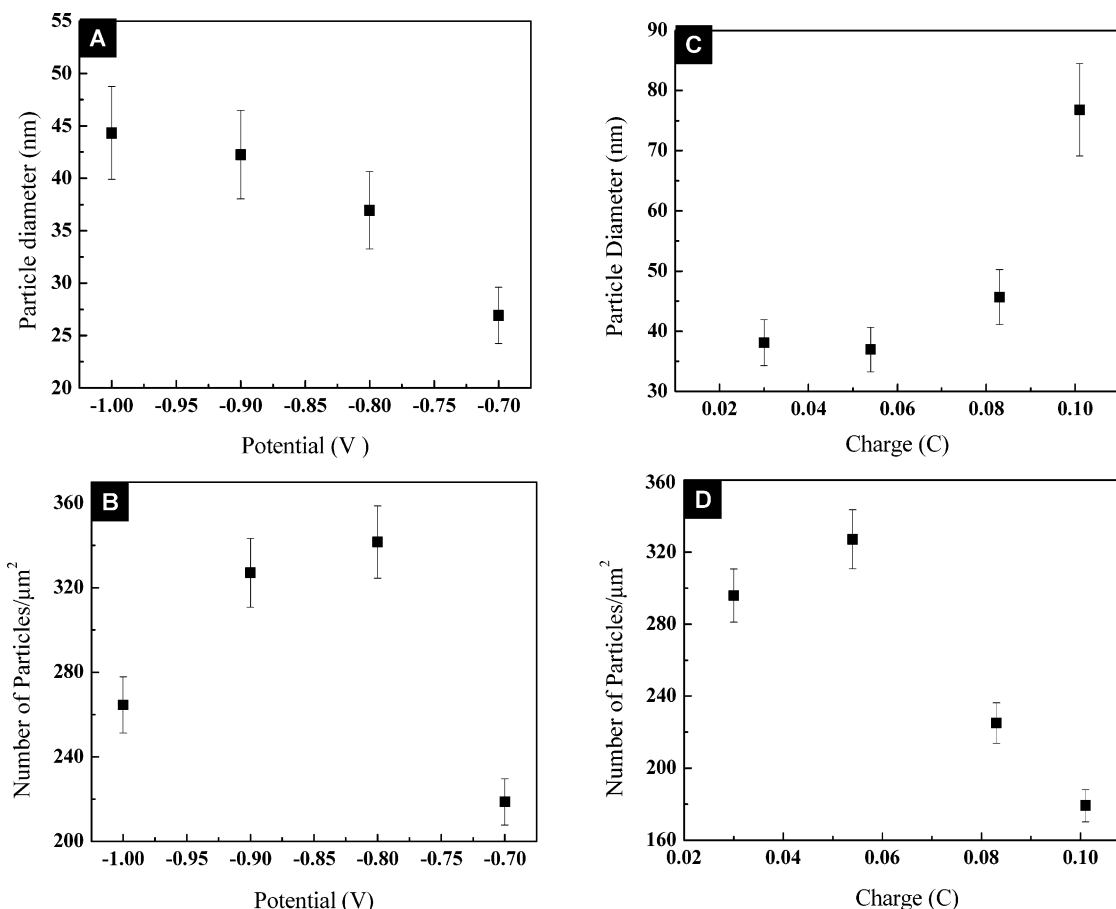 A
55
50
45
40
35
30
25
20
Particle diameter (nm)
-1.00 -0.95 -0.90 -0.85 -0.80 -0.75 -0.70
Potential (V )
C
90
80
70
60
50
40
30
Particle Diameter (nm)
0.02 0.04 0.06 0.08 0.10
Charge (C)
B
360
320
280
240
200
Number of Particles/μm²
-1.00 -0.95 -0.90 -0.85 -0.80 -0.75 -0.70
Potential (V)
D
360
320
280
240
200
160
Number of Particles/μm²
0.02 0.04 0.06 0.08 0.10
Charge (C)